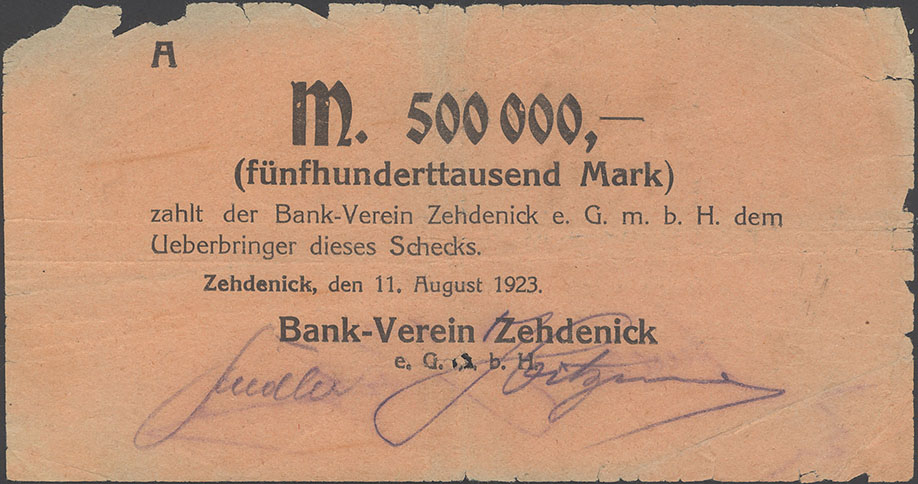 A
M. 500 000,—
(fünfhunderttausend Mark)
zahlt der Bank-Verein Zehdenick e. G. m. b. H. dem
Ueberbringer dieses Schecks.
Zehdenick, den 11. August 1923.
Bank-Verein Zehdenick
e. G. m. b. H.